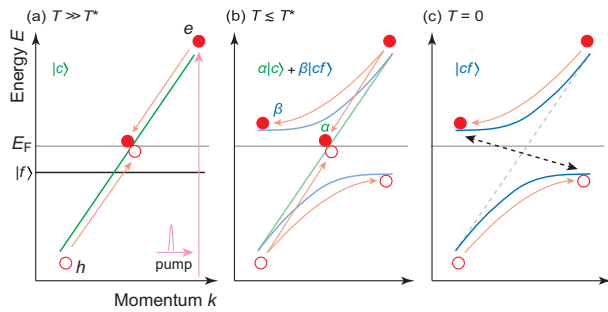 (a) T ≫ T*
(b) T ≲ T*
(c) T = 0
Energy E
|c⟩
e
α|c⟩ + β|cf⟩
|cf⟩
β
α
E_F
|f⟩
h
pump
Momentum k